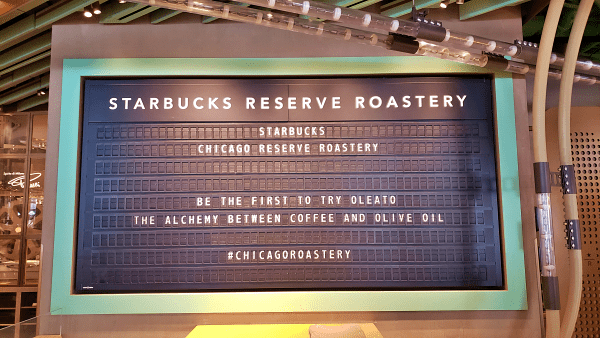 STARBUCKS RESERVE ROASTERY
STARBUCKS
CHICAGO RESERVE ROASTERY
BE THE FIRST TO TRY OLEATO
THE ALCHEMY BETWEEN COFFEE AND OLIVE OIL
#CHICAGOROASTERY